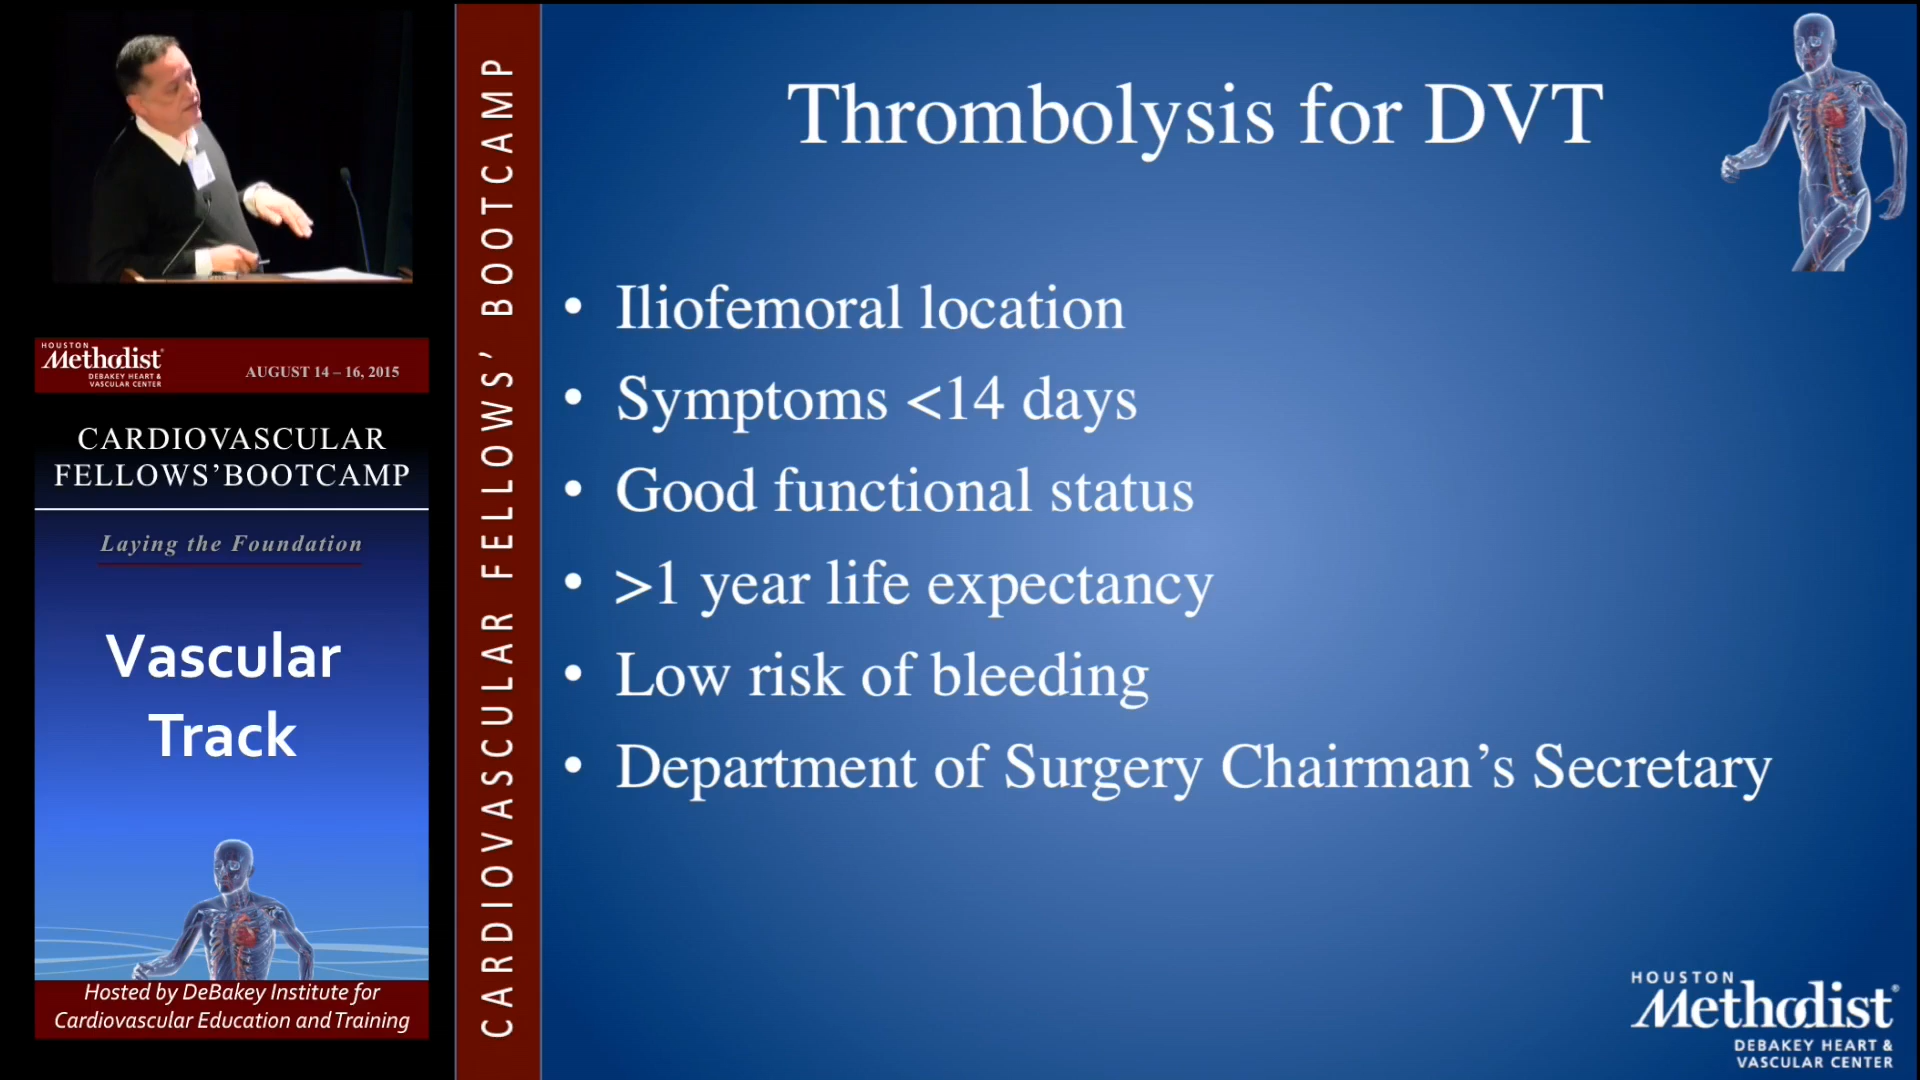 HOUSTON
Methodist
DEBAKEY HEART &
VASCULAR CENTER
AUGUST 14 – 16, 2015
CARDIOVASCULAR
FELLOWS’BOOTCAMP
Laying the Foundation
Vascular
Track
Hosted by DeBakey Institute for
Cardiovascular Education and Training
CARDIOVASCULAR FELLOWS’ BOOTCAMP
Thrombolysis for DVT
• Iliofemoral location
• Symptoms <14 days
• Good functional status
• >1 year life expectancy
• Low risk of bleeding
• Department of Surgery Chairman’s Secretary
HOUSTON
Methodist®
DEBAKEY HEART &
VASCULAR CENTER